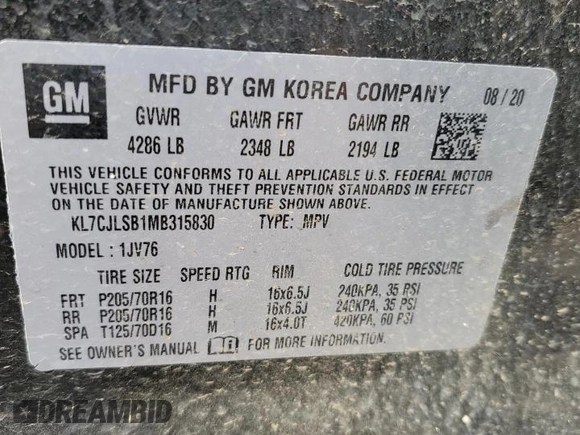 GM
MFD BY GM KOREA COMPANY 08 / 20
GVWR GAWR FRT GAWR RR
4286 LB 2348 LB 2194 LB
THIS VEHICLE CONFORMS TO ALL APPLICABLE U.S. FEDERAL MOTOR
VEHICLE SAFETY AND THEFT PREVENTION STANDARDS IN EFFECT
ON THE DATE OF MANUFACTURE SHOWN ABOVE.
KL7CJLSB1MB315830 TYPE: MPV
MODEL : 1JV76
TIRE SIZE SPEED RTG RIM COLD TIRE PRESSURE
FRT P205/70R16 H 16x6.5J 240KPA, 35 PSI
RR P205/70R16 H 16x6.5J 240KPA, 35 PSI
SPA T125/70D16 M 16x4.0T 420KPA, 60 PSI
SEE OWNER'S MANUAL FOR MORE INFORMATION.
DREAMBID